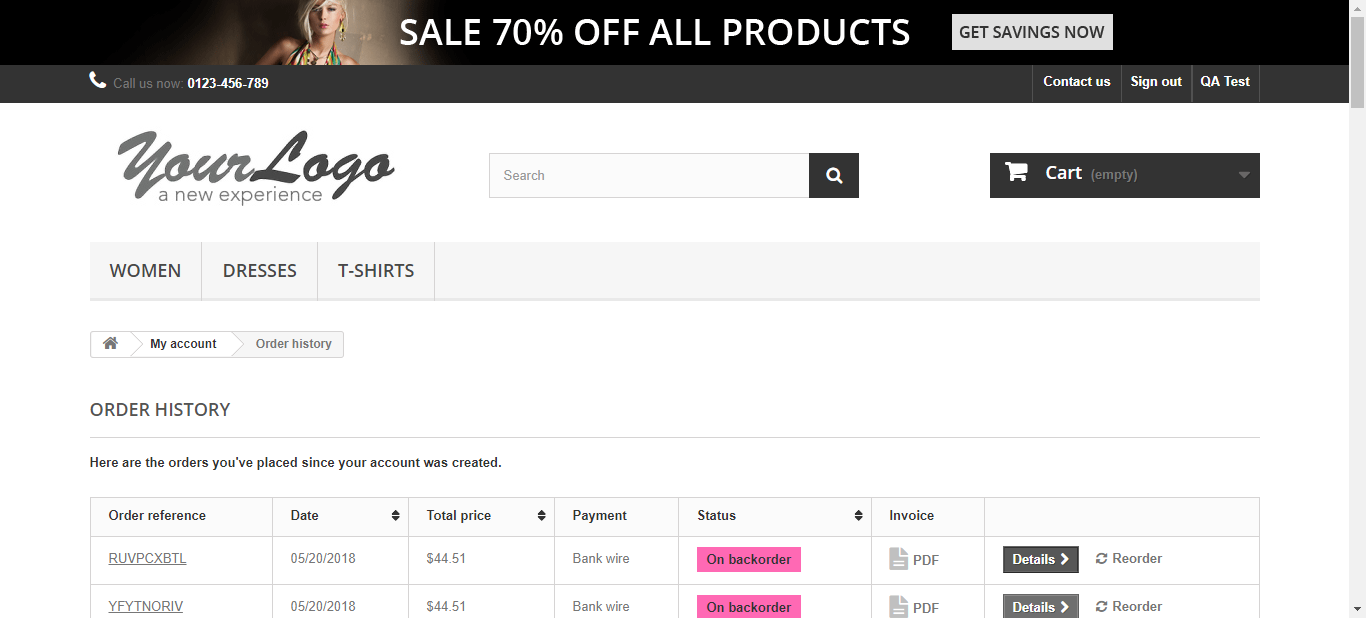 SALE 70% OFF ALL PRODUCTS GET SAVINGS NOW
Call us now: 0123-456-789 Contact us Sign out QA Test
Your Logo
a new experience
Search
Cart (empty)
WOMEN DRESSES T-SHIRTS
My account Order history
ORDER HISTORY
Here are the orders you've placed since your account was created.
Order reference Date Total price Payment Status Invoice
RUVPCXBTL 05/20/2018 $44.51 Bank wire On backorder PDF Details Reorder
YFYTNORIV 05/20/2018 $44.51 Bank wire On backorder PDF Details Reorder